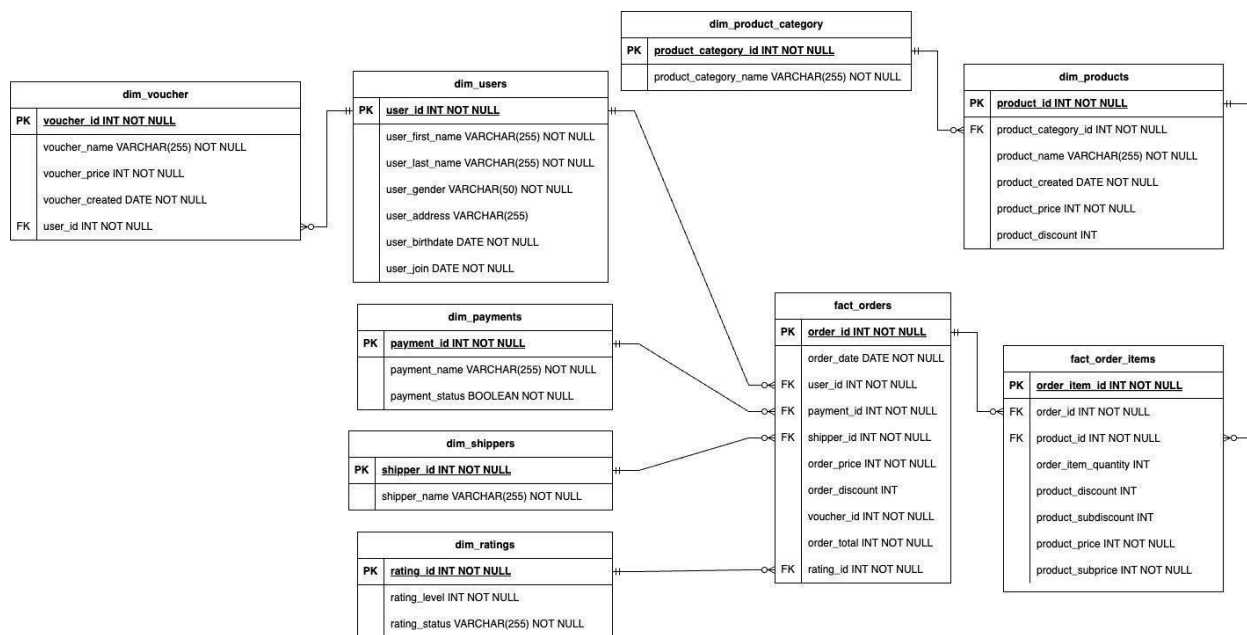 dim_product_category
PK product_category_id INT NOT NULL
product_category_name VARCHAR(255) NOT NULL
dim_products
PK product_id INT NOT NULL
FK product_category_id INT NOT NULL
product_name VARCHAR(255) NOT NULL
product_created DATE NOT NULL
product_price INT NOT NULL
product_discount INT
dim_voucher
PK voucher_id INT NOT NULL
voucher_name VARCHAR(255) NOT NULL
voucher_price INT NOT NULL
voucher_created DATE NOT NULL
FK user_id INT NOT NULL
dim_users
PK user_id INT NOT NULL
user_first_name VARCHAR(255) NOT NULL
user_last_name VARCHAR(255) NOT NULL
user_gender VARCHAR(50) NOT NULL
user_address VARCHAR(255)
user_birthdate DATE NOT NULL
user_join DATE NOT NULL
dim_payments
PK payment_id INT NOT NULL
payment_name VARCHAR(255) NOT NULL
payment_status BOOLEAN NOT NULL
dim_shippers
PK shipper_id INT NOT NULL
shipper_name VARCHAR(255) NOT NULL
dim_ratings
PK rating_id INT NOT NULL
rating_level INT NOT NULL
rating_status VARCHAR(255) NOT NULL
fact_orders
PK order_id INT NOT NULL
order_date DATE NOT NULL
FK user_id INT NOT NULL
FK payment_id INT NOT NULL
FK shipper_id INT NOT NULL
order_price INT NOT NULL
order_discount INT
voucher_id INT NOT NULL
order_total INT NOT NULL
FK rating_id INT NOT NULL
fact_order_items
PK order_item_id INT NOT NULL
FK order_id INT NOT NULL
FK product_id INT NOT NULL
order_item_quantity INT
product_discount INT
product_subdiscount INT
product_price INT NOT NULL
product_subprice INT NOT NULL